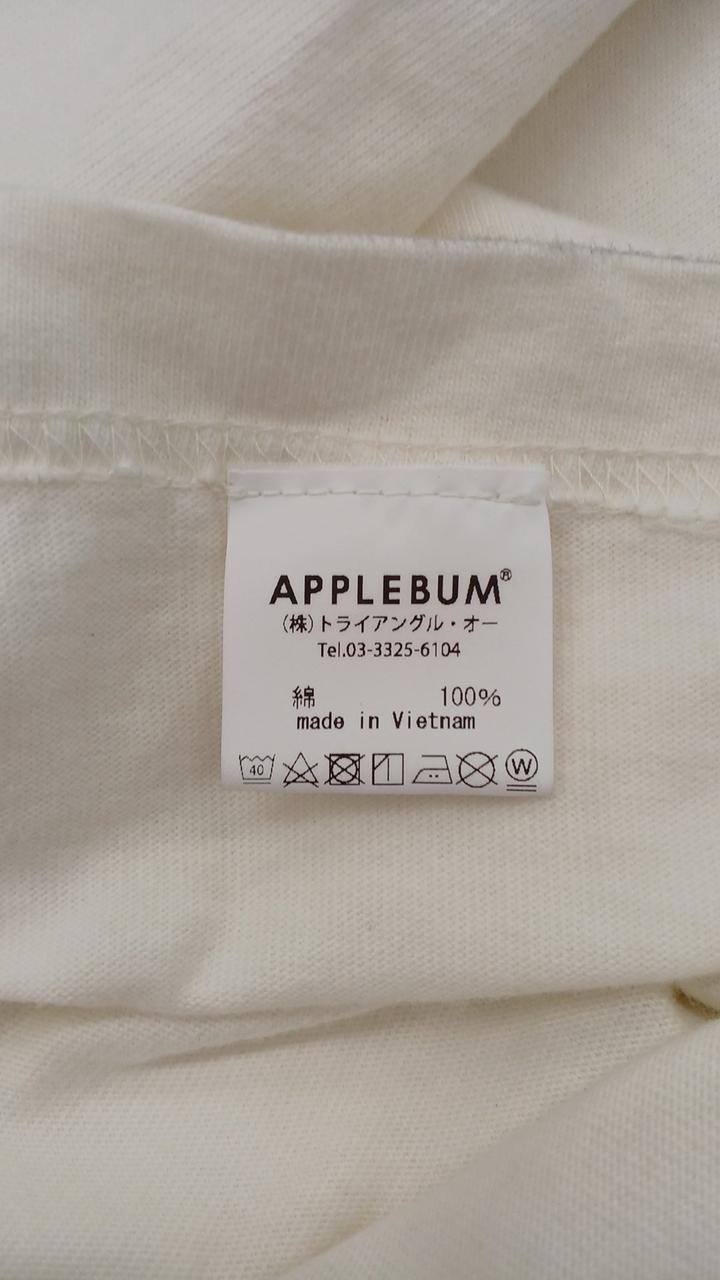 APPLEBUM®
(株)トライアングル・オー
Tel.03-3325-6104
綿 100%
made in Vietnam
40 W